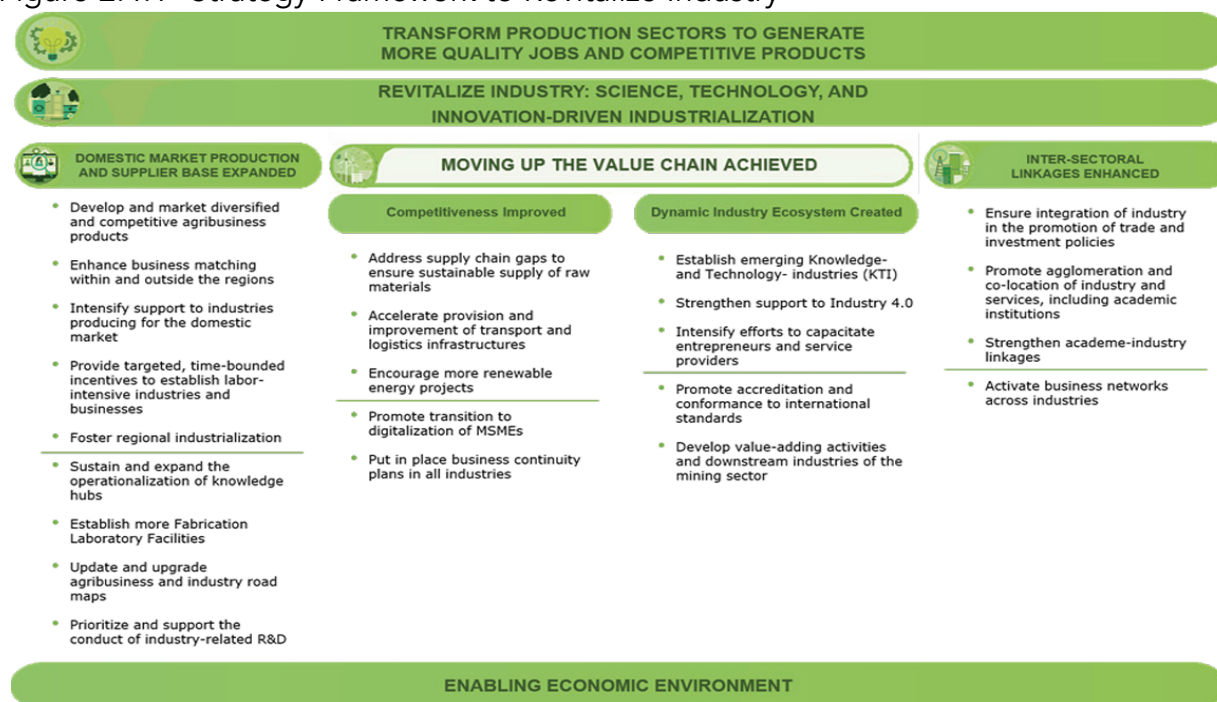 Figure Strategy Framework to Revitalize Industry
TRANSFORM PRODUCTION SECTORS TO GENERATE
MORE QUALITY JOBS AND COMPETITIVE PRODUCTS
REVITALIZE INDUSTRY: SCIENCE, TECHNOLOGY, AND
INNOVATION-DRIVEN INDUSTRIALIZATION
DOMESTIC MARKET PRODUCTION
AND SUPPLIER BASE EXPANDED
• Develop and market diversified
and competitive agribusiness
products
• Enhance business matching
within and outside the regions
• Intensify support to industries
producing for the domestic
market
• Provide targeted, time-bounded
incentives to establish labor-
intensive industries and
businesses
• Foster regional industrialization
• Sustain and expand the
operationalization of knowledge
hubs
• Establish more Fabrication
Laboratory Facilities
• Update and upgrade
agribusiness and industry road
maps
• Prioritize and support the
conduct of industry-related R&D
MOVING UP THE VALUE CHAIN ACHIEVED
Competitiveness Improved
• Address supply chain gaps to
ensure sustainable supply of raw
materials
• Accelerate provision and
improvement of transport and
logistics infrastructures
• Encourage more renewable
energy projects
• Promote transition to
digitalization of MSMEs
• Put in place business continuity
plans in all industries
Dynamic Industry Ecosystem Created
• Establish emerging Knowledge-
and Technology- industries (KTI)
• Strengthen support to Industry 4.0
• Intensify efforts to capacitate
entrepreneurs and service
providers
• Promote accreditation and
conformance to international
standards
• Develop value-adding activities
and downstream industries of the
mining sector
INTER-SECTORAL
LINKAGES ENHANCED
• Ensure integration of industry
in the promotion of trade and
investment policies
• Promote agglomeration and
co-location of industry and
services, including academic
institutions
• Strengthen academe-industry
linkages
• Activate business networks
across industries
ENABLING ECONOMIC ENVIRONMENT